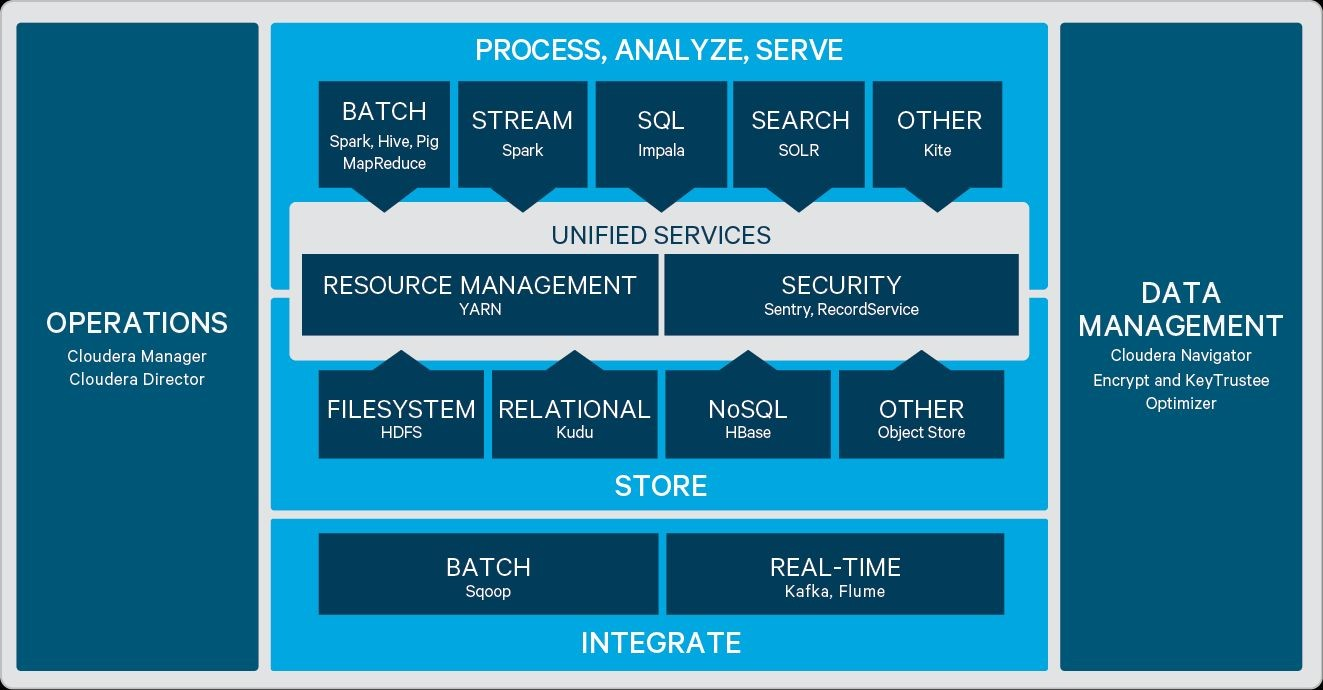 PROCESS, ANALYZE, SERVE
BATCH
Spark, Hive, Pig
MapReduce
STREAM
Spark
SQL
Impala
SEARCH
SOLR
OTHER
Kite
UNIFIED SERVICES
RESOURCE MANAGEMENT
YARN
SECURITY
Sentry, RecordService
OPERATIONS
Cloudera Manager
Cloudera Director
DATA
MANAGEMENT
Cloudera Navigator
Encrypt and KeyTrustee
Optimizer
FILESYSTEM
HDFS
RELATIONAL
Kudu
NoSQL
HBase
OTHER
Object Store
STORE
BATCH
Sqoop
REAL-TIME
Kafka, Flume
INTEGRATE